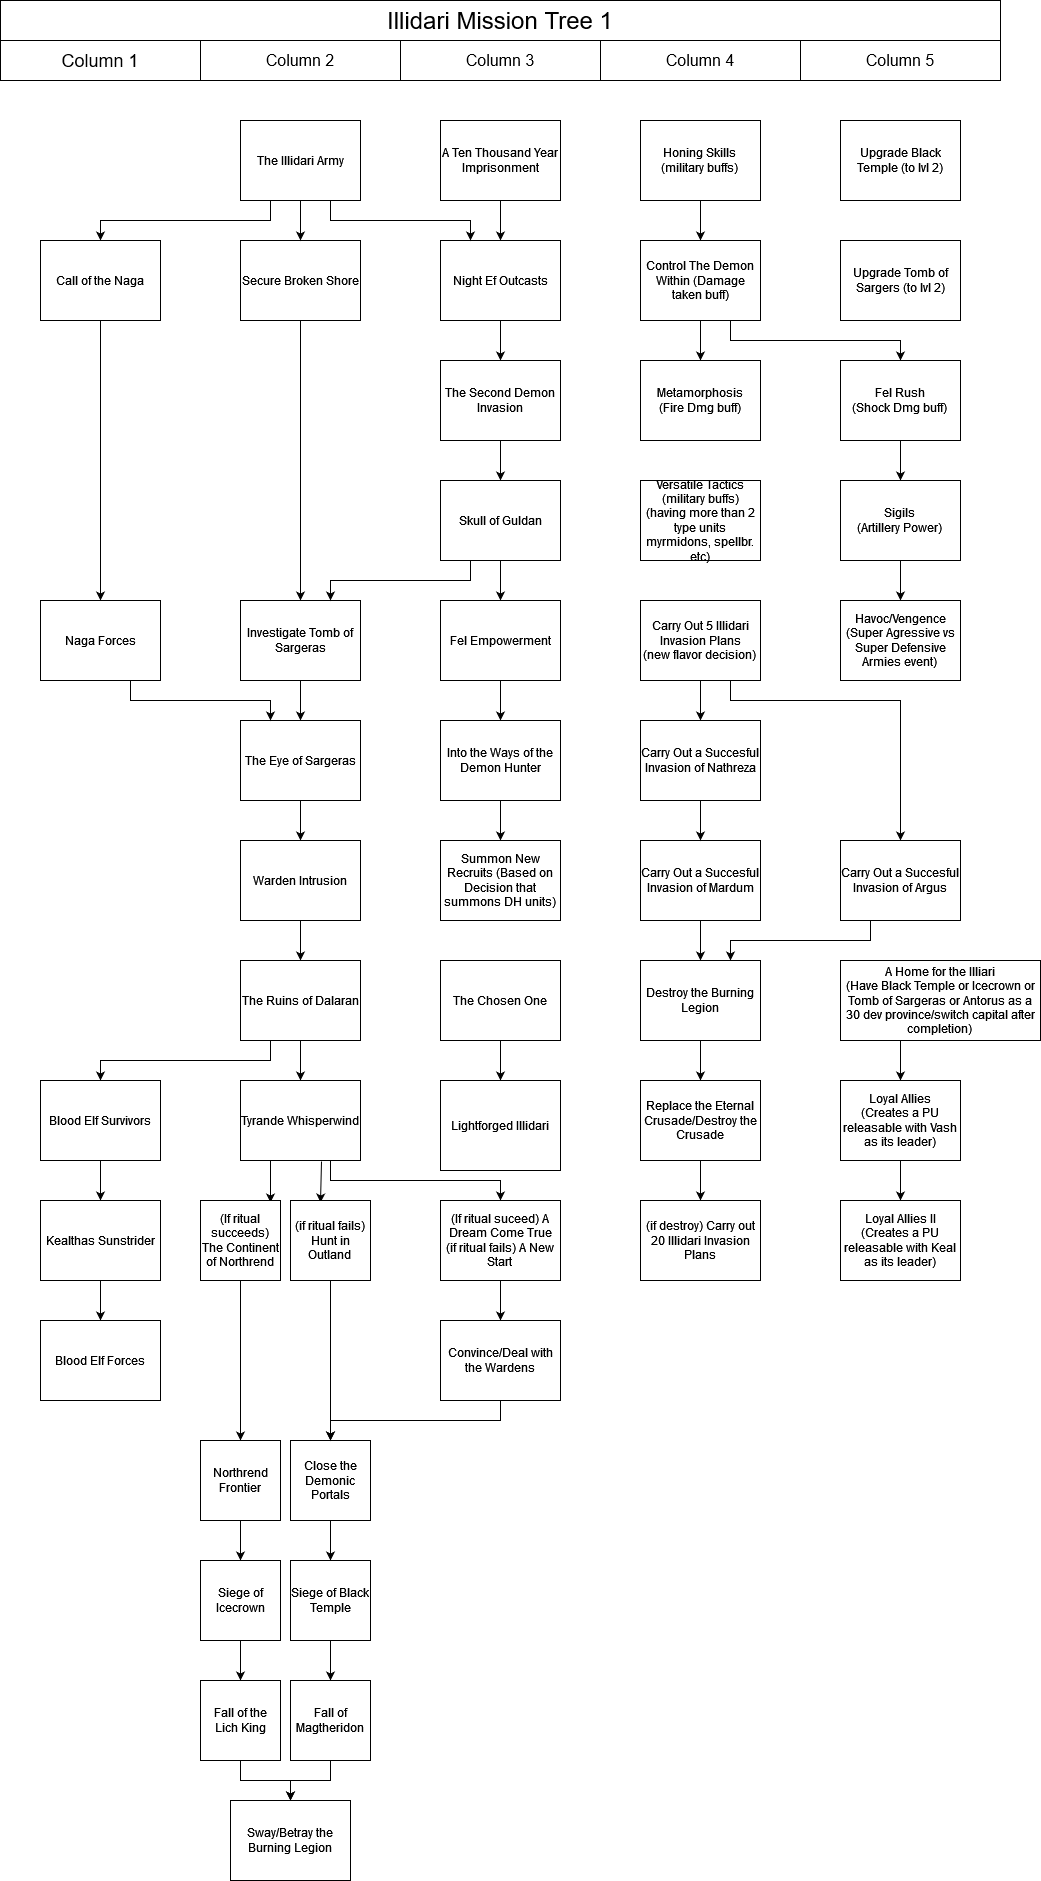 Illidari Mission Tree 1
Column 1
Column 2
Column 3
Column 4
Column 5
The Illidari Army
A Ten Thousand Year
Imprisonment
Honing Skills
(military buffs)
Upgrade Black
Temple (to lvl 2)
Call of the Naga
Secure Broken Shore
Night Ef Outcasts
Control The Demon
Within (Damage
taken buff)
Upgrade Tomb of
Sargers (to lvl 2)
The Second Demon
Invasion
Metamorphosis
(Fire Dmg buff)
Fel Rush
(Shock Dmg buff)
Skull of Guldan
Versatile Tactics
(military buffs)
(having more than 2
type units
myrmidons, spellbr.
etc)
Sigils
(Artillery Power)
Naga Forces
Investigate Tomb of
Sargeras
Fel Empowerment
Carry Out 5 Illidari
Invasion Plans
(new flavor decision)
Havoc/Vengence
(Super Agressive vs
Super Defensive
Armies event)
The Eye of Sargeras
Into the Ways of the
Demon Hunter
Carry Out a Succesful
Invasion of Nathreza
Warden Intrusion
Summon New
Recruits (Based on
Decision that
summons DH units)
Carry Out a Succesful
Invasion of Mardum
Carry Out a Succesful
Invasion of Argus
The Ruins of Dalaran
The Chosen One
Destroy the Burning
Legion
A Home for the Illiari
(Have Black Temple or Icecrown or
Tomb of Sargeras or Antorus as a
30 dev province/switch capital after
completion)
Blood Elf Survivors
Tyrande Whisperwind
Lightforged Illidari
Replace the Eternal
Crusade/Destroy the
Crusade
Loyal Allies
(Creates a PU
releasable with Vash
as its leader)
Kealthas Sunstrider
(If ritual
succeeds)
The Continent
of Northrend
(if ritual fails)
Hunt in
Outland
(If ritual suceed) A
Dream Come True
(if ritual fails) A New
Start
(if destroy) Carry out
20 Illidari Invasion
Plans
Loyal Allies II
(Creates a PU
releasable with Keal
as its leader)
Blood Elf Forces
Convince/Deal with
the Wardens
Northrend
Frontier
Close the
Demonic
Portals
Siege of
Icecrown
Siege of Black
Temple
Fall of the
Lich King
Fall of
Magtheridon
Sway/Betray the
Burning Legion